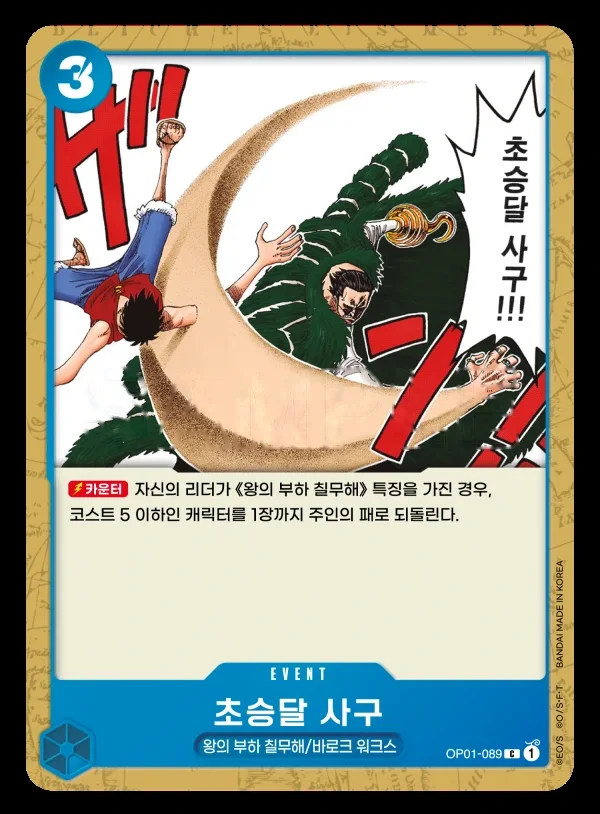 3
초승달 사구!!!
카운터 자신의 리더가 《왕의 부하 칠무해》 특징을 가진 경우,
코스트 5 이하인 캐릭터를 1장까지 주인의 패로 되돌린다.
EVENT
초승달 사구
왕의 부하 칠무해/바로크 워크스
OP01-089 C 1
©EO/S ©O/S·F·T BANDAI MADE IN KOREA